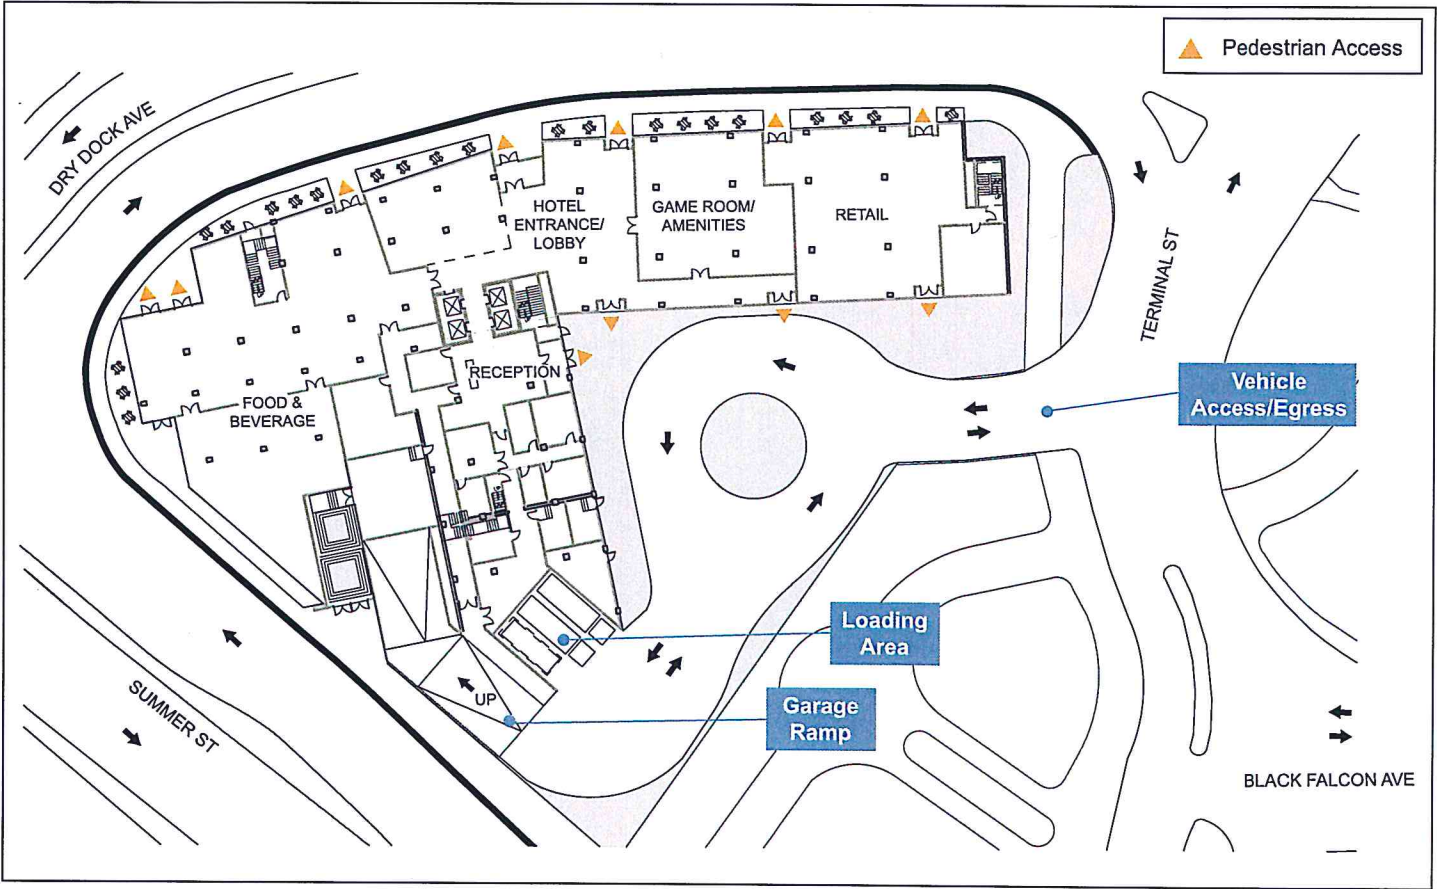 Pedestrian Access
DRY DOCK AVE
HOTEL
ENTRANCE/
LOBBY
GAME ROOM/
AMENITIES
RETAIL
TERMINAL ST
RECEPTION
Vehicle
Access/Egress
FOOD &
BEVERAGE
Loading
Area
UP
Garage
Ramp
SUMMER ST
BLACK FALCON AVE